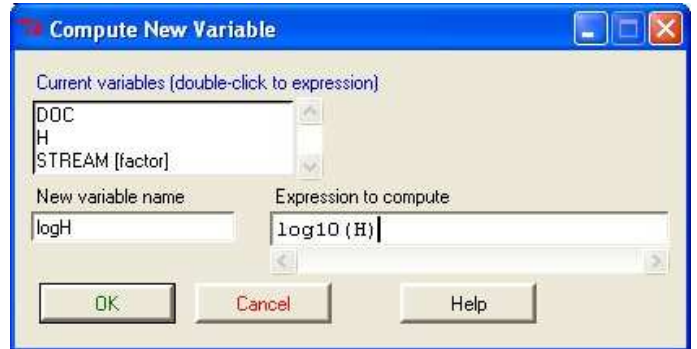 Compute New Variable
Current variables (double-click to expression)
DOC
H
STREAM [factor]
New variable name
Expression to compute
logH
log10(H)
OK
Cancel
Help